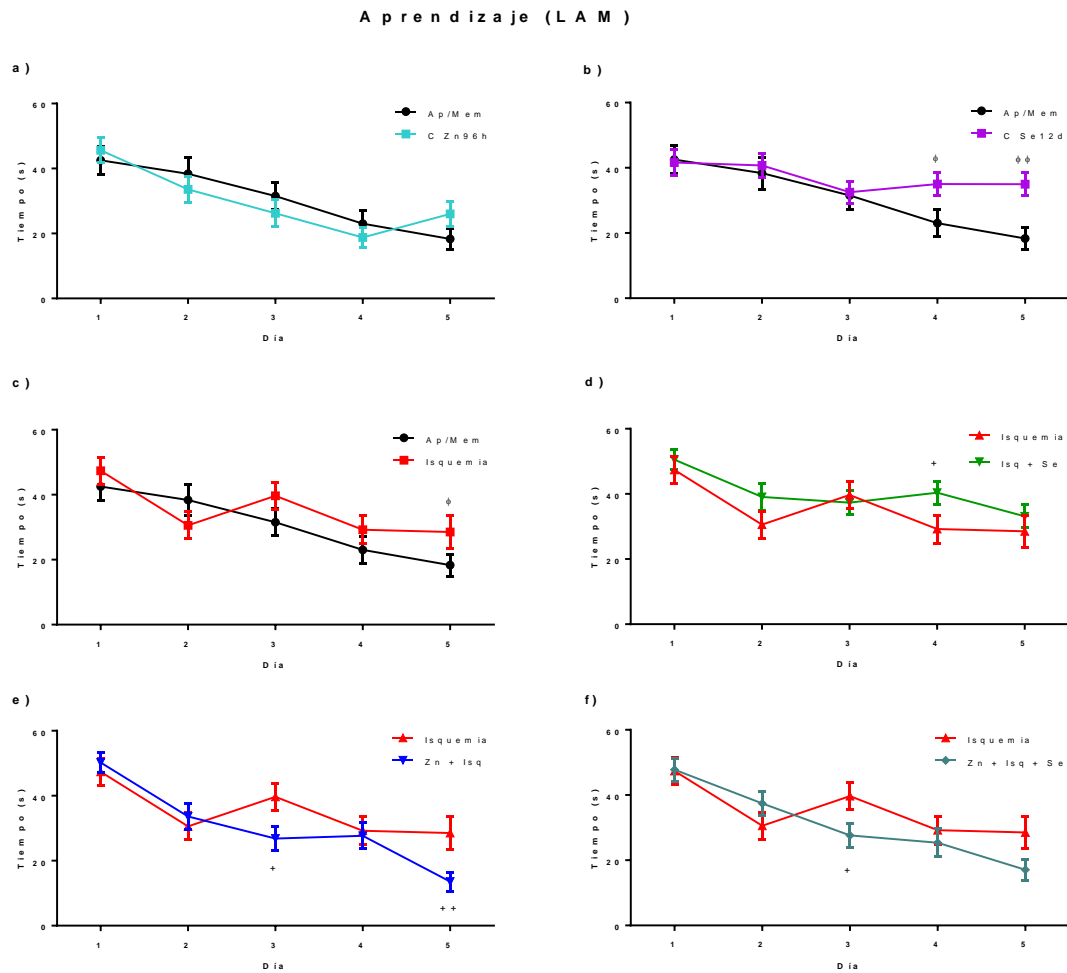 Aprendizaje (LAM)
a)
60
40
20
0
Tiempo (s)
1 2 3 4 5
Día
Ap/Mem
C Zn96h
b)
60
40
20
0
Tiempo (s)
1 2 3 4 5
Día
Ap/Mem
C Se12d
ϕ
ϕϕ
c)
60
40
20
0
Tiempo (s)
1 2 3 4 5
Día
Ap/Mem
Isquemia
ϕ
d)
60
40
20
0
Tiempo (s)
1 2 3 4 5
Día
Isquemia
Isq + Se
+
e)
60
40
20
0
Tiempo (s)
1 2 3 4 5
Día
Isquemia
Zn + Isq
+
++
f)
60
40
20
0
Tiempo (s)
1 2 3 4 5
Día
Isquemia
Zn + Isq + Se
+